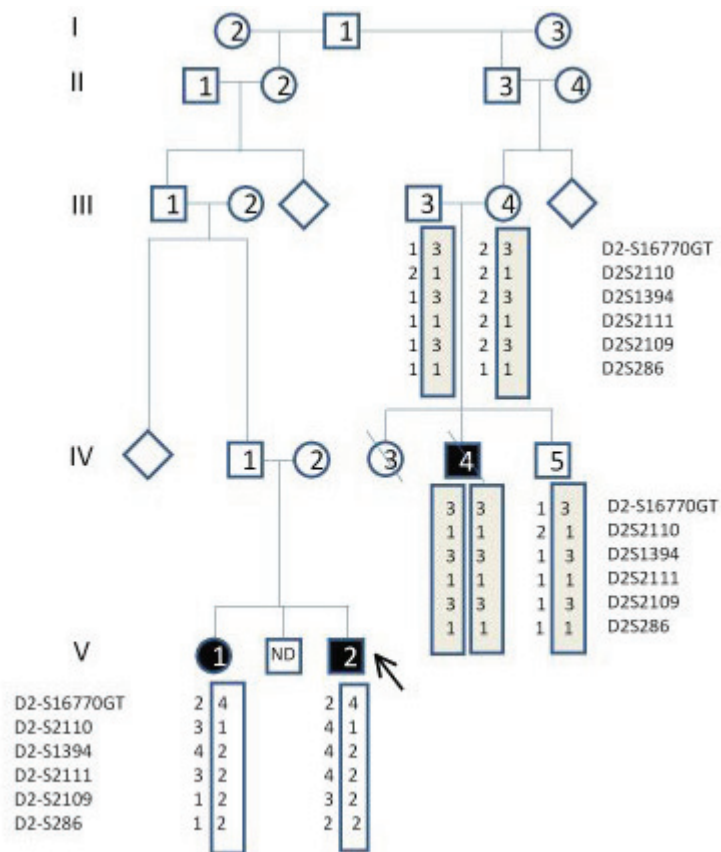 I 2 1 3
II 1 2 3 4
III 1 2 3 4
1 3 2 3 D2-S16770GT
2 1 2 1 D2S2110
1 3 2 3 D2S1394
1 1 2 1 D2S2111
1 3 2 3 D2S2109
1 1 1 1 D2S286
IV 1 2 3 4 5
3 3 1 3 D2-S16770GT
1 1 2 1 D2S2110
3 3 1 3 D2S1394
1 1 1 1 D2S2111
3 3 1 3 D2S2109
1 1 1 1 D2S286
V 1 ND 2
D2-S16770GT 2 4 2 4
D2-S2110 3 1 4 1
D2-S1394 4 2 4 2
D2-S2111 3 2 4 2
D2-S2109 1 2 3 2
D2-S286 1 2 2 2